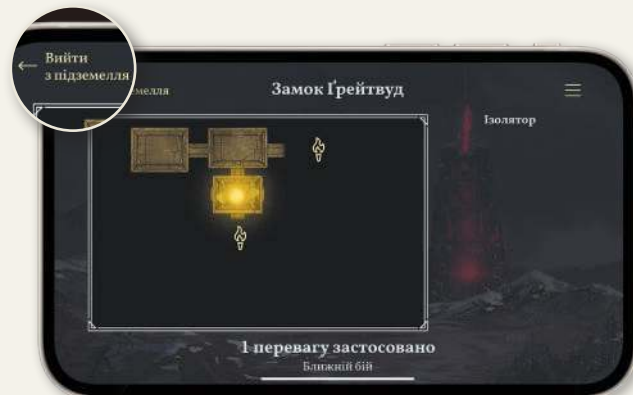 Вийти
з підземелля
Замок Ґрейтвуд
Ізолятор
1 перевагу застосовано
Ближній бій